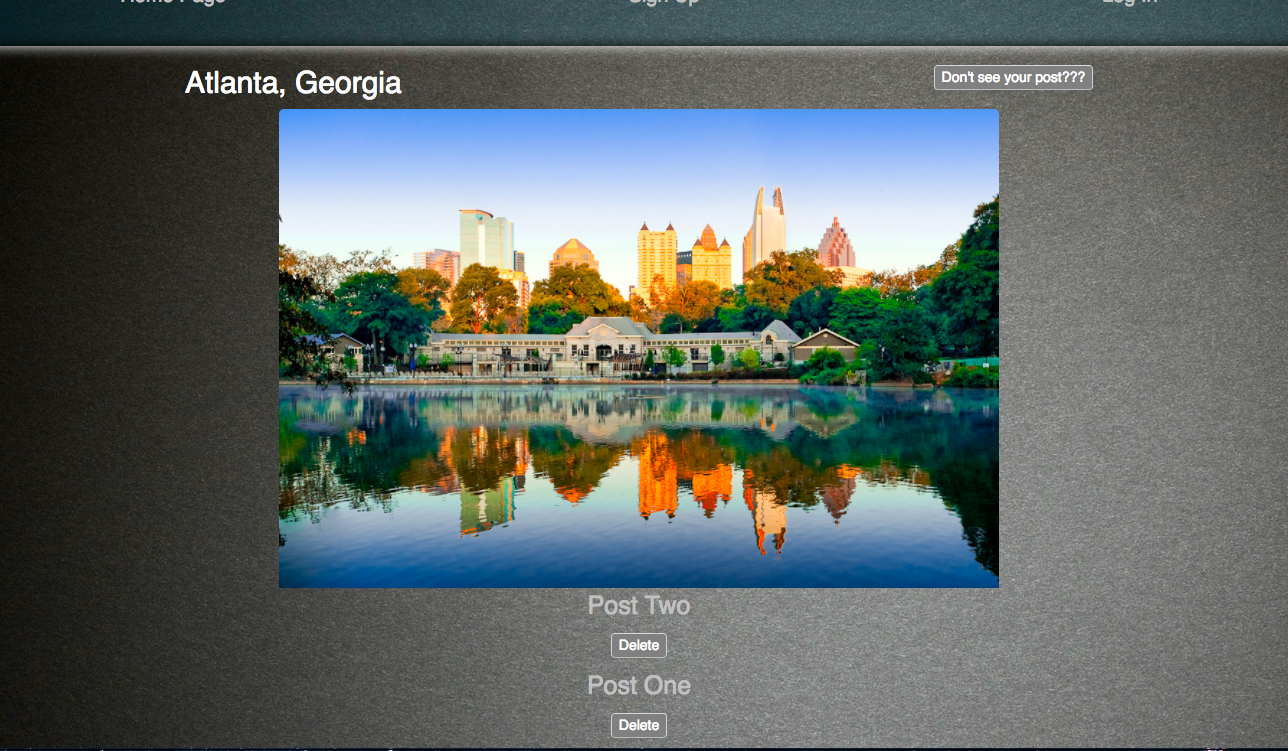 Home Page Sign Up Log In
Atlanta, Georgia
Don't see your post???
Post Two
Delete
Post One
Delete